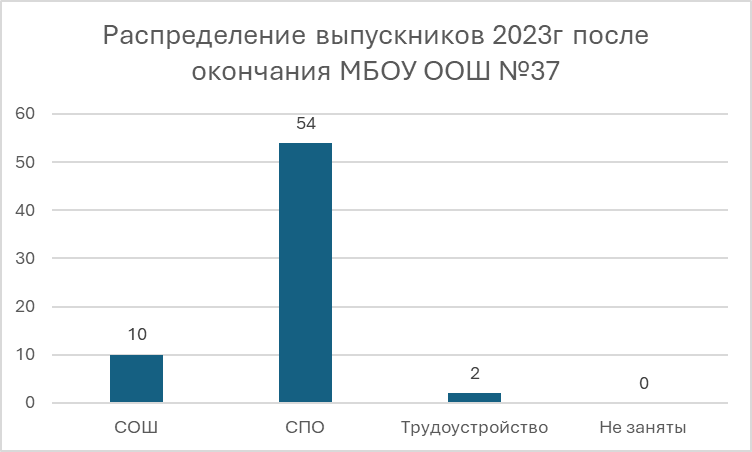 Распределение выпускников 2023г после
окончания МБОУ ООШ №37
60
50
40
30
20
10
0
10
54
2
0
СОШ
СПО
Трудоустройство
Не заняты